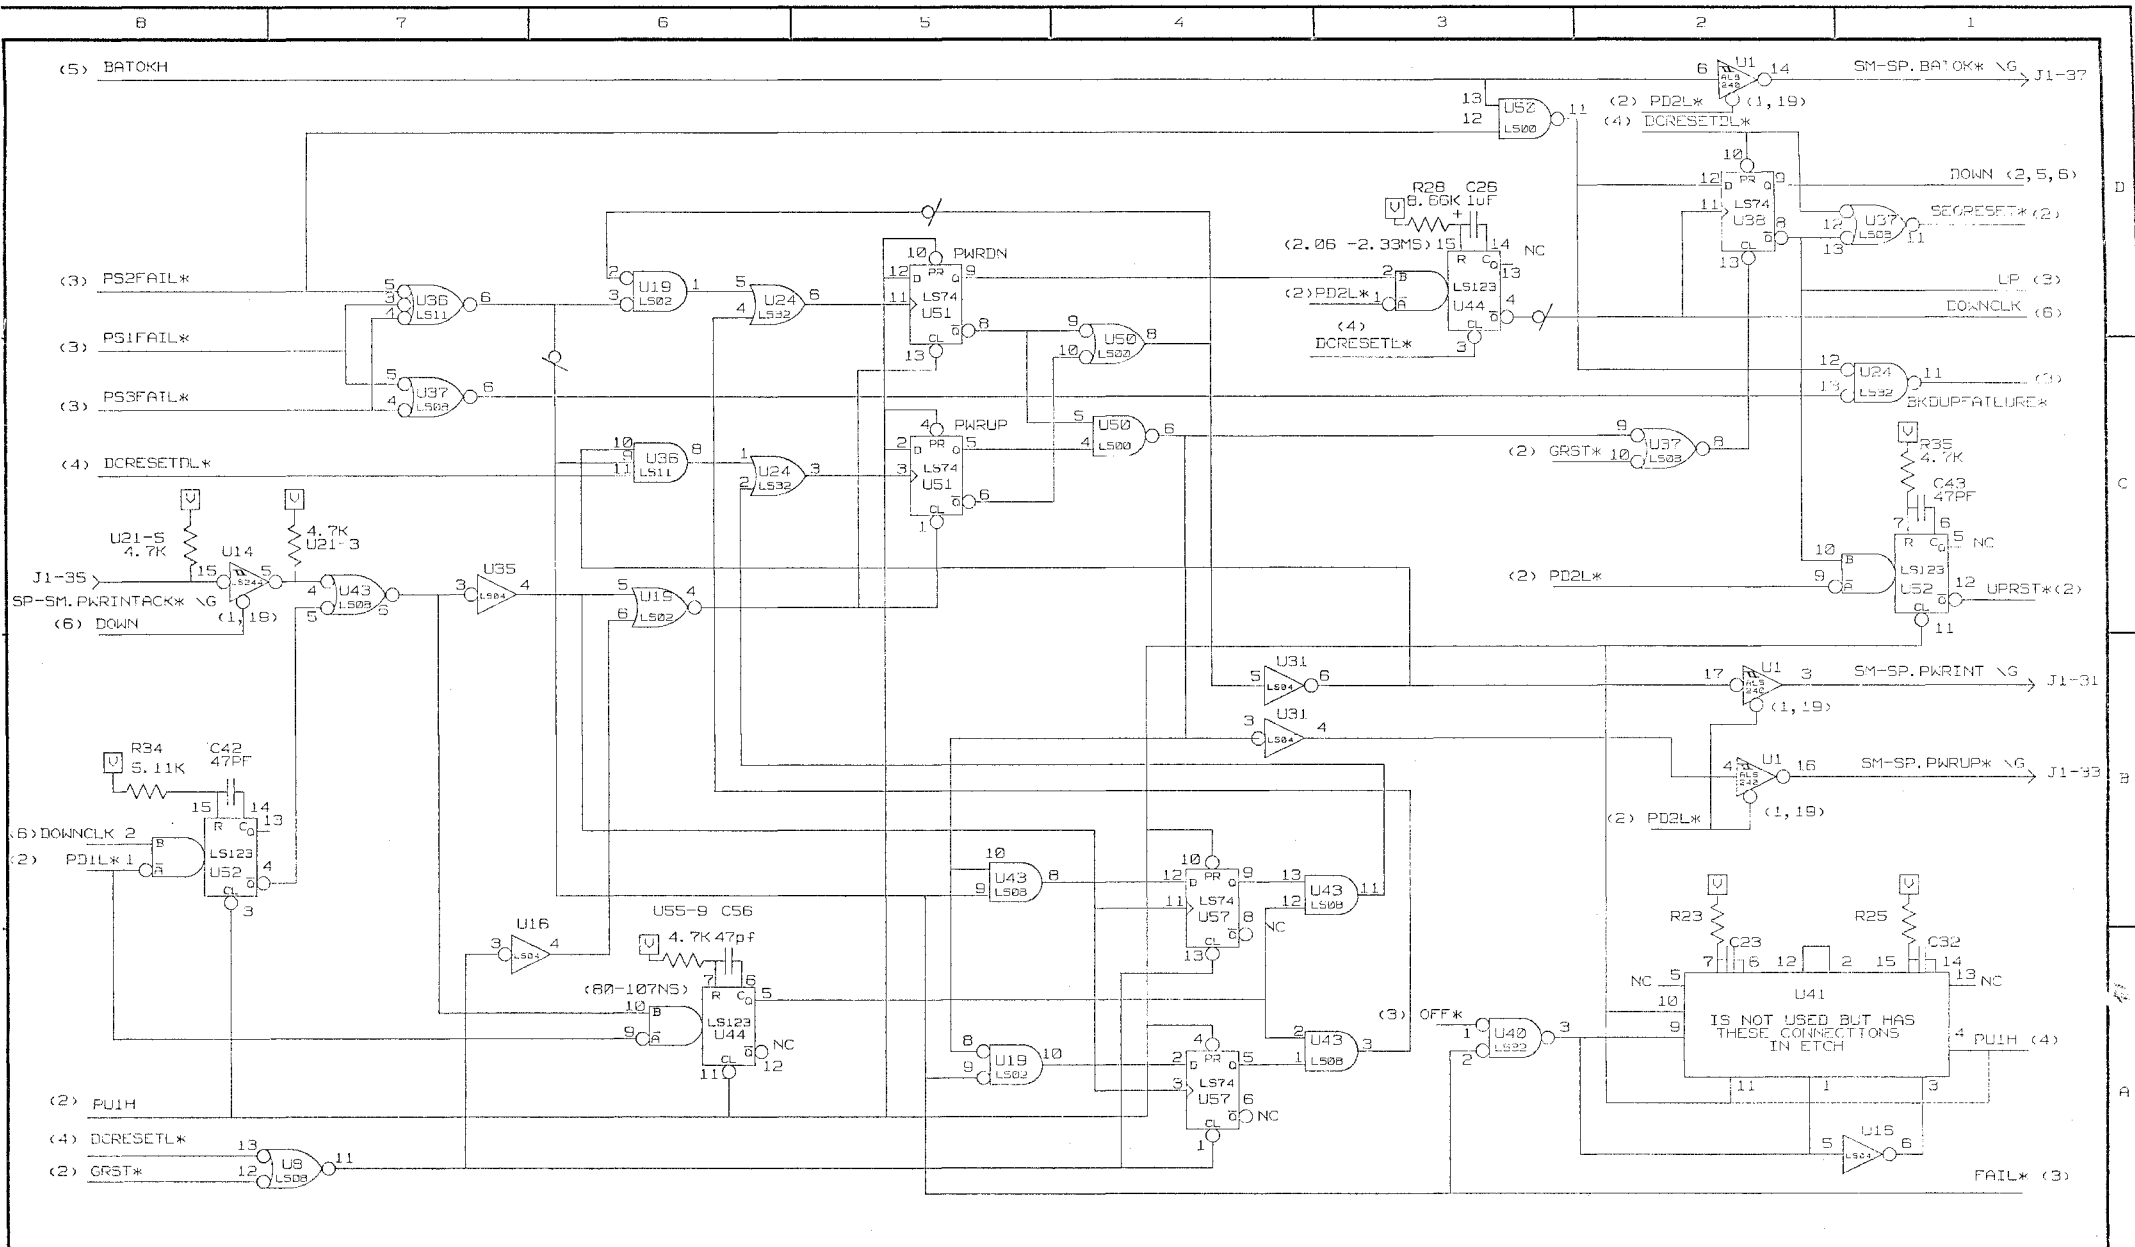 8 7 6 5 4 3 2 1
(5) BATOKH
6 U1 14
ALS
240
SM-SP.BATOK* \G
J1-37
(2) PD2L* (1,19)
(4) DCRESETDL*
13
12
U50
LS00
11
10
12 D PR Q 9
11 LS74
U38 8
Q
CL
13
DOWN (2,5,6)
SEQRESET*(2)
12
13
U37
LS08
11
UP (3)
DOWNCLK (6)
D
R28 C26
8.66K 1uF
V
+
(2.06 -2.33MS) 15 14 NC
R C Q 13
2 B
(2)PD2L* 1 A
LS123
U44 4
Q
CL
3
(4)
DCRESETL*
(3) PS2FAIL*
(3) PS1FAIL*
(3) PS3FAIL*
5
3
4
U36
LS11
6
5
4
U37
LS08
6
2
3
U19
LS02
1
5
4
U24
LS32
6
10 PWRDN
12 D PR Q 9
LS74
11 U51
Q 8
CL
13
9
10
U50
LS00
8
12
13
U24
LS32
11
(3)
BKDUPFAILURE*
4 PWRUP
2 D PR Q 5
LS74
3 U51
Q 6
CL
1
5
4
U50
LS00
6
(4) DCRESETDL*
10
9
11
U36
LS11
8
1
2
U24
LS32
3
(2) GRST*
9
10
U37
LS08
8
V
R35
4.7K
C43
47PF
7 6
R C Q 5 NC
10 B
(2) PD2L* 9 A
LS123
U52
12
Q
CL
11
UPRST*(2)
C
V V
U21-5
4.7K
4.7K
U21-3
U14
J1-35
15 LS244 5
SP-SM.PWRINTACK* \G
(6) DOWN
(1,19)
4
5
U43
LS08
6
U35
3 4
5
6
U19
LS02
4
U31
5 LS04 6
17 U1 3
ALS
240
SM-SP.PWRINT \G
J1-31
(1,19)
U31
3 LS04 4
4 U1 16
ALS
240
SM-SP.PWRUP* \G
J1-33
(2) PD2L*
(1,19)
B
V
R34
5.11K
C42
47PF
15 14
R C Q 13
6)DOWNCLK 2 B
2) PD1L* 1 A
LS123
U52 4
Q
CL
3
10
9
U43
LS08
8
10
12 D PR Q 9
LS74
11 U57
8
Q NC
CL
13
13
12
U43
LS08
11
U16
3 LS04 4
U55-9 C56
V
4.7K 47pf
7 6
R C Q 5
(80-107NS)
10 B
9 A
LS123
U44
Q NC
12
CL
11
8
9
U19
LS02
10
4
2 D PR Q 5
LS74
3 U57
6
Q NC
CL
1
2
1
U43
LS08
3
(3) OFF*
1
2
U40
3
V V
R23 R25
C23 C32
7 6 12 2 15 14
NC 5 13 NC
10
9
U41
IS NOT USED BUT HAS
THESE CONNECTIONS
IN ETCH
4 PU1H (4)
11 1 3
U15
5 LS04 6
A
(2) PU1H
(4) DCRESETL*
(2) GRST*
13
12
U8
LS08
11
FAIL* (3)